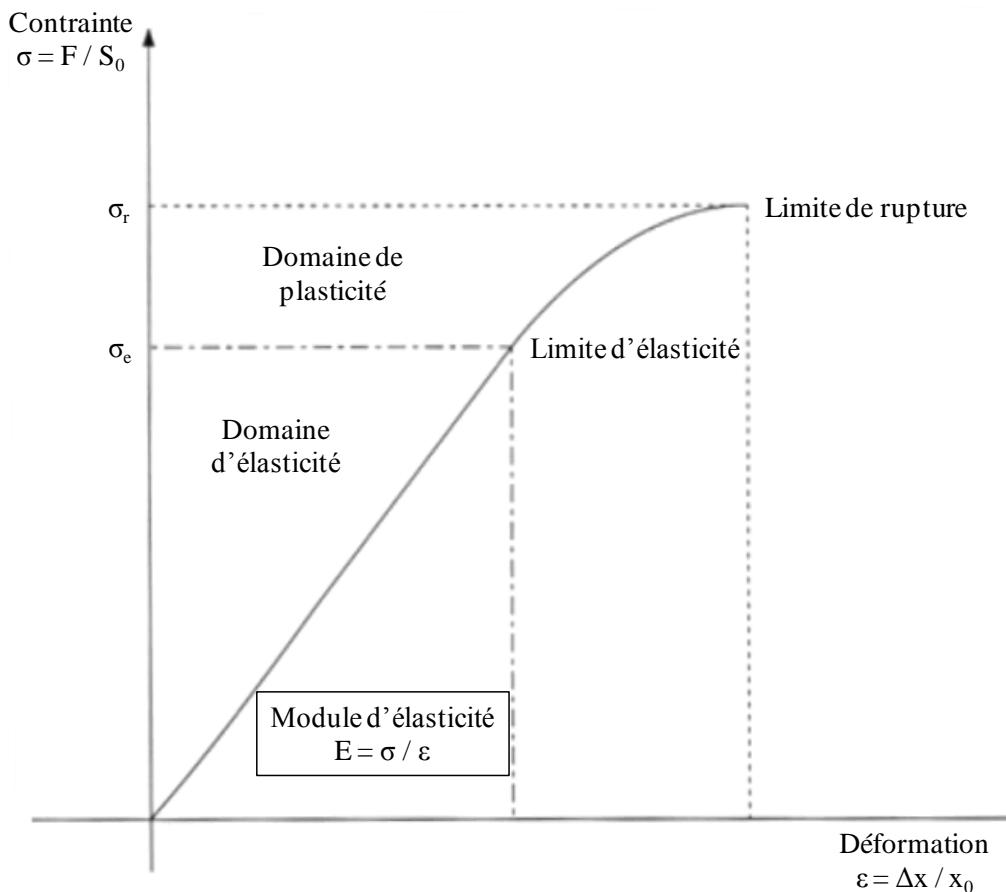 Contrainte
σ = F / S₀
σᵣ
Limite de rupture
Domaine de
plasticité
σₑ
Limite d’élasticité
Domaine
d’élasticité
Module d’élasticité
E = σ / ε
Déformation
ε = Δx / x₀